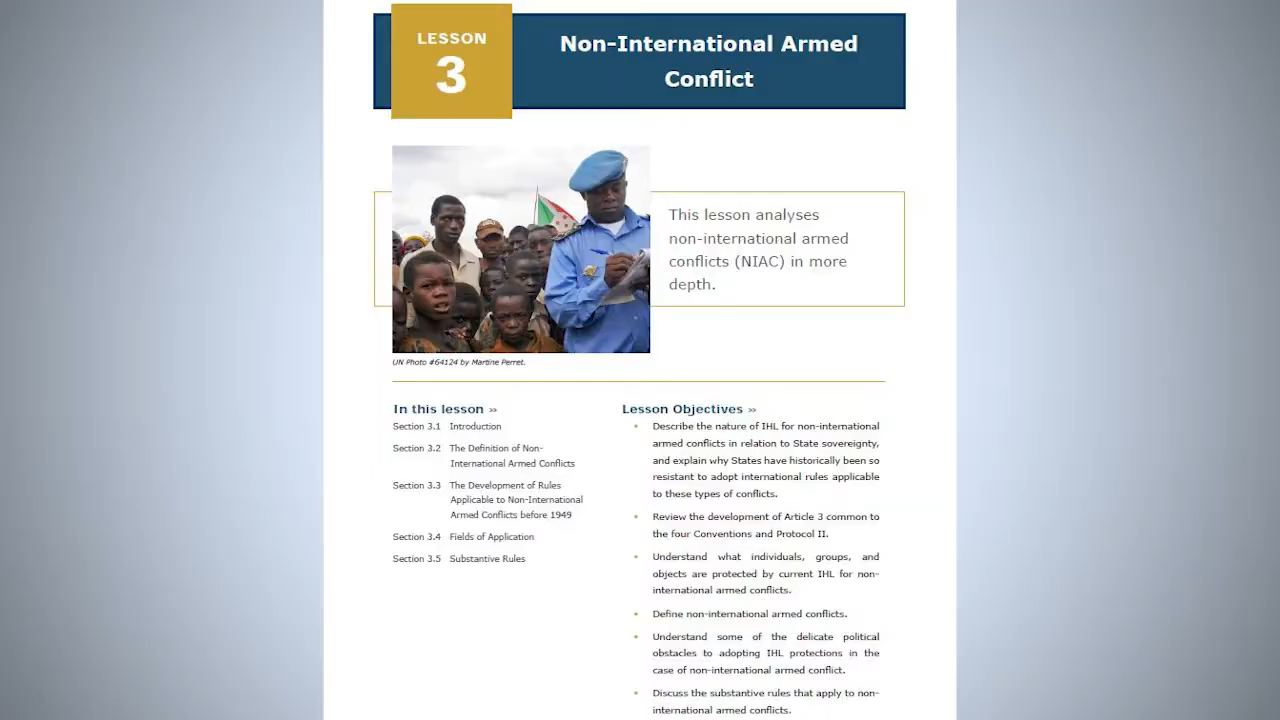 LESSON
3
Non-International Armed
Conflict
This lesson analyses
non-international armed
conflicts (NIAC) in more
depth.
UN Photo #64124 by Martine Perret.
In this lesson »
Section 3.1 Introduction
Section 3.2 The Definition of Non-
International Armed Conflicts
Section 3.3 The Development of Rules
Applicable to Non-International
Armed Conflicts before 1949
Section 3.4 Fields of Application
Section 3.5 Substantive Rules
Lesson Objectives »
• Describe the nature of IHL for non-international
armed conflicts in relation to State sovereignty,
and explain why States have historically been so
resistant to adopt international rules applicable
to these types of conflicts.
• Review the development of Article 3 common to
the four Conventions and Protocol II.
• Understand what individuals, groups, and
objects are protected by current IHL for non-
international armed conflicts.
• Define non-international armed conflicts.
• Understand some of the delicate political
obstacles to adopting IHL protections in the
case of non-international armed conflict.
• Discuss the substantive rules that apply to non-
international armed conflicts.